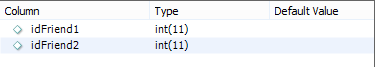 Column Type Default Value
idFriend1 int(11)
idFriend2 int(11)